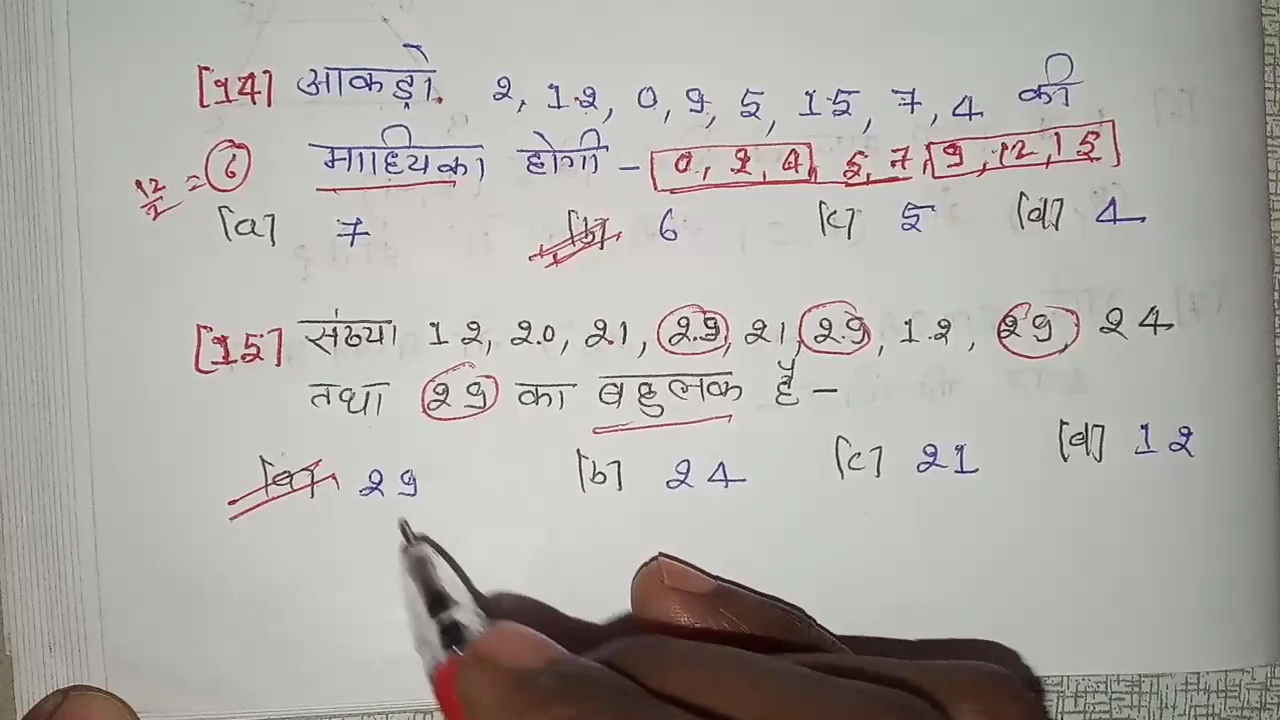 [14] आकड़ो. 2, 12, 0, 9, 5, 15, 7, 4 की
माध्यिका होगी - 0, 2, 4, 5, 7, 9, 12, 15
12/2 = 6
[a] 7 [b] 6 [c] 5 [d] 4
[15] संख्या 12, 20, 21, 29, 21, 29, 12, 29 24
तथा 29 का बहुलक है -
[a] 29 [b] 24 [c] 21 [d] 12